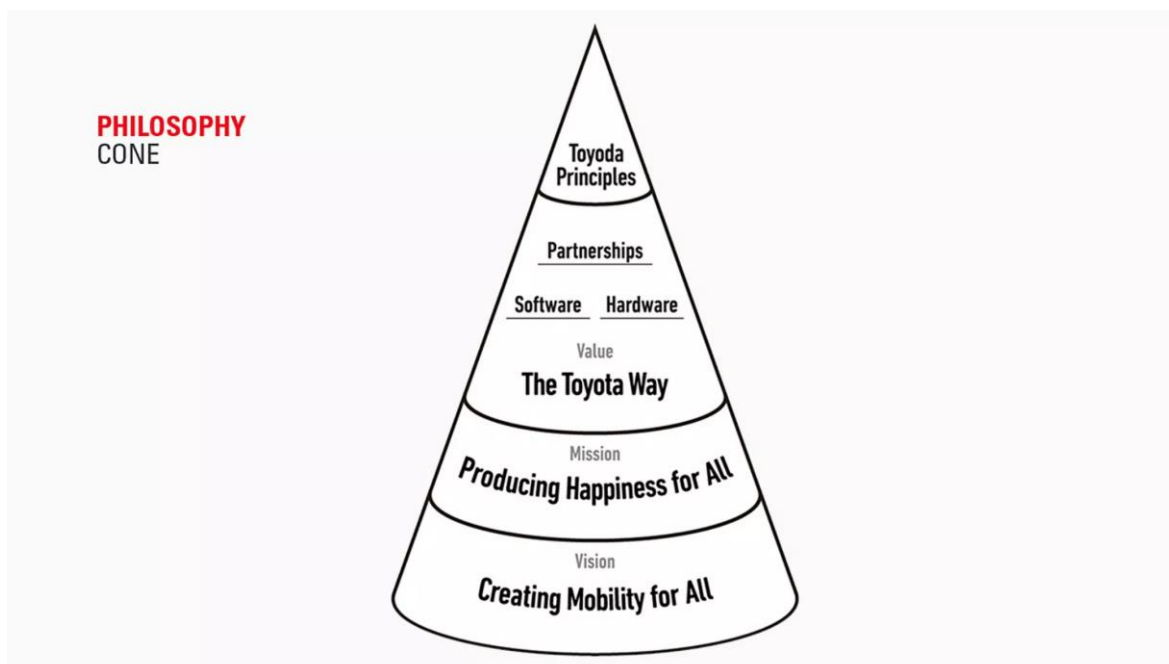 PHILOSOPHY
CONE
Toyoda
Principles
Partnerships
Software Hardware
Value
The Toyota Way
Mission
Producing Happiness for All
Vision
Creating Mobility for All